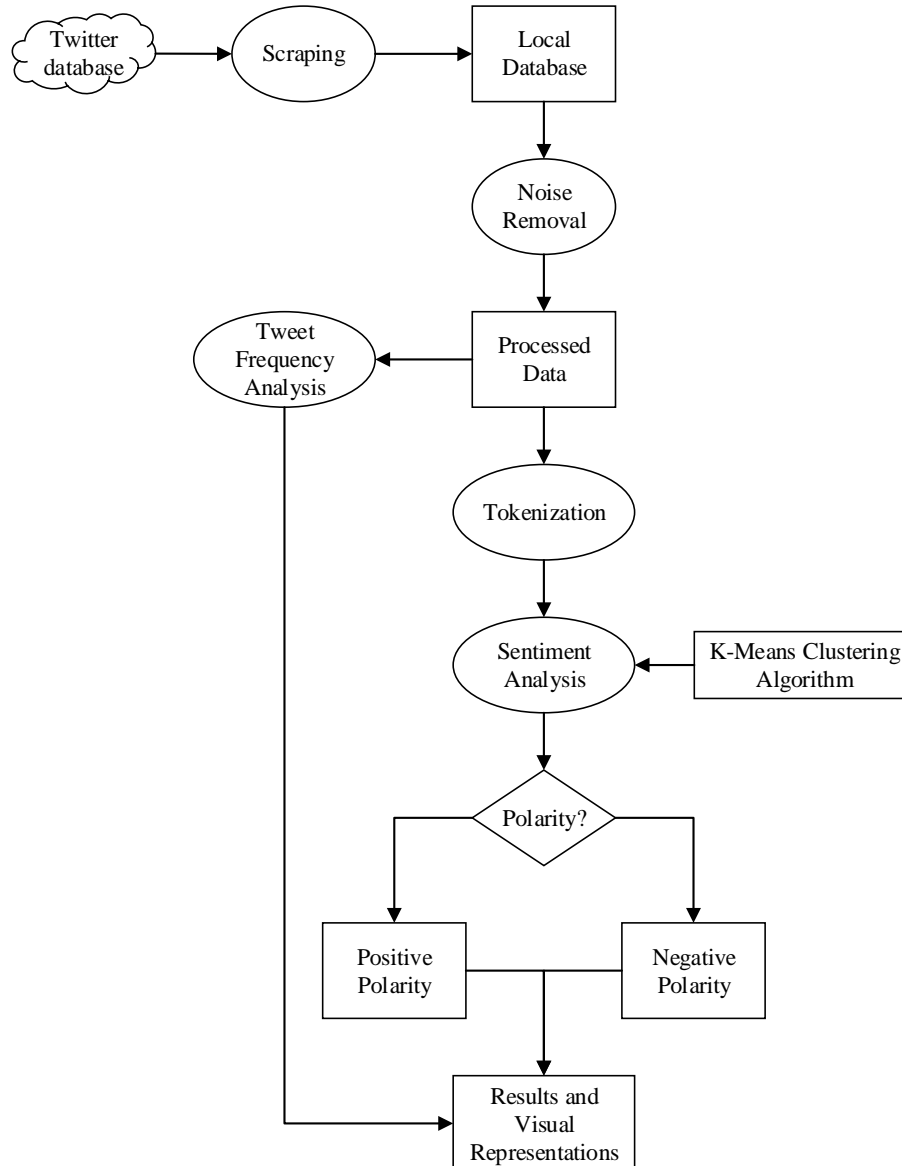 Twitter
database
Scraping
Local
Database
Noise
Removal
Tweet
Frequency
Analysis
Processed
Data
Tokenization
Sentiment
Analysis
K-Means Clustering
Algorithm
Polarity?
Positive
Polarity
Negative
Polarity
Results and
Visual
Representations